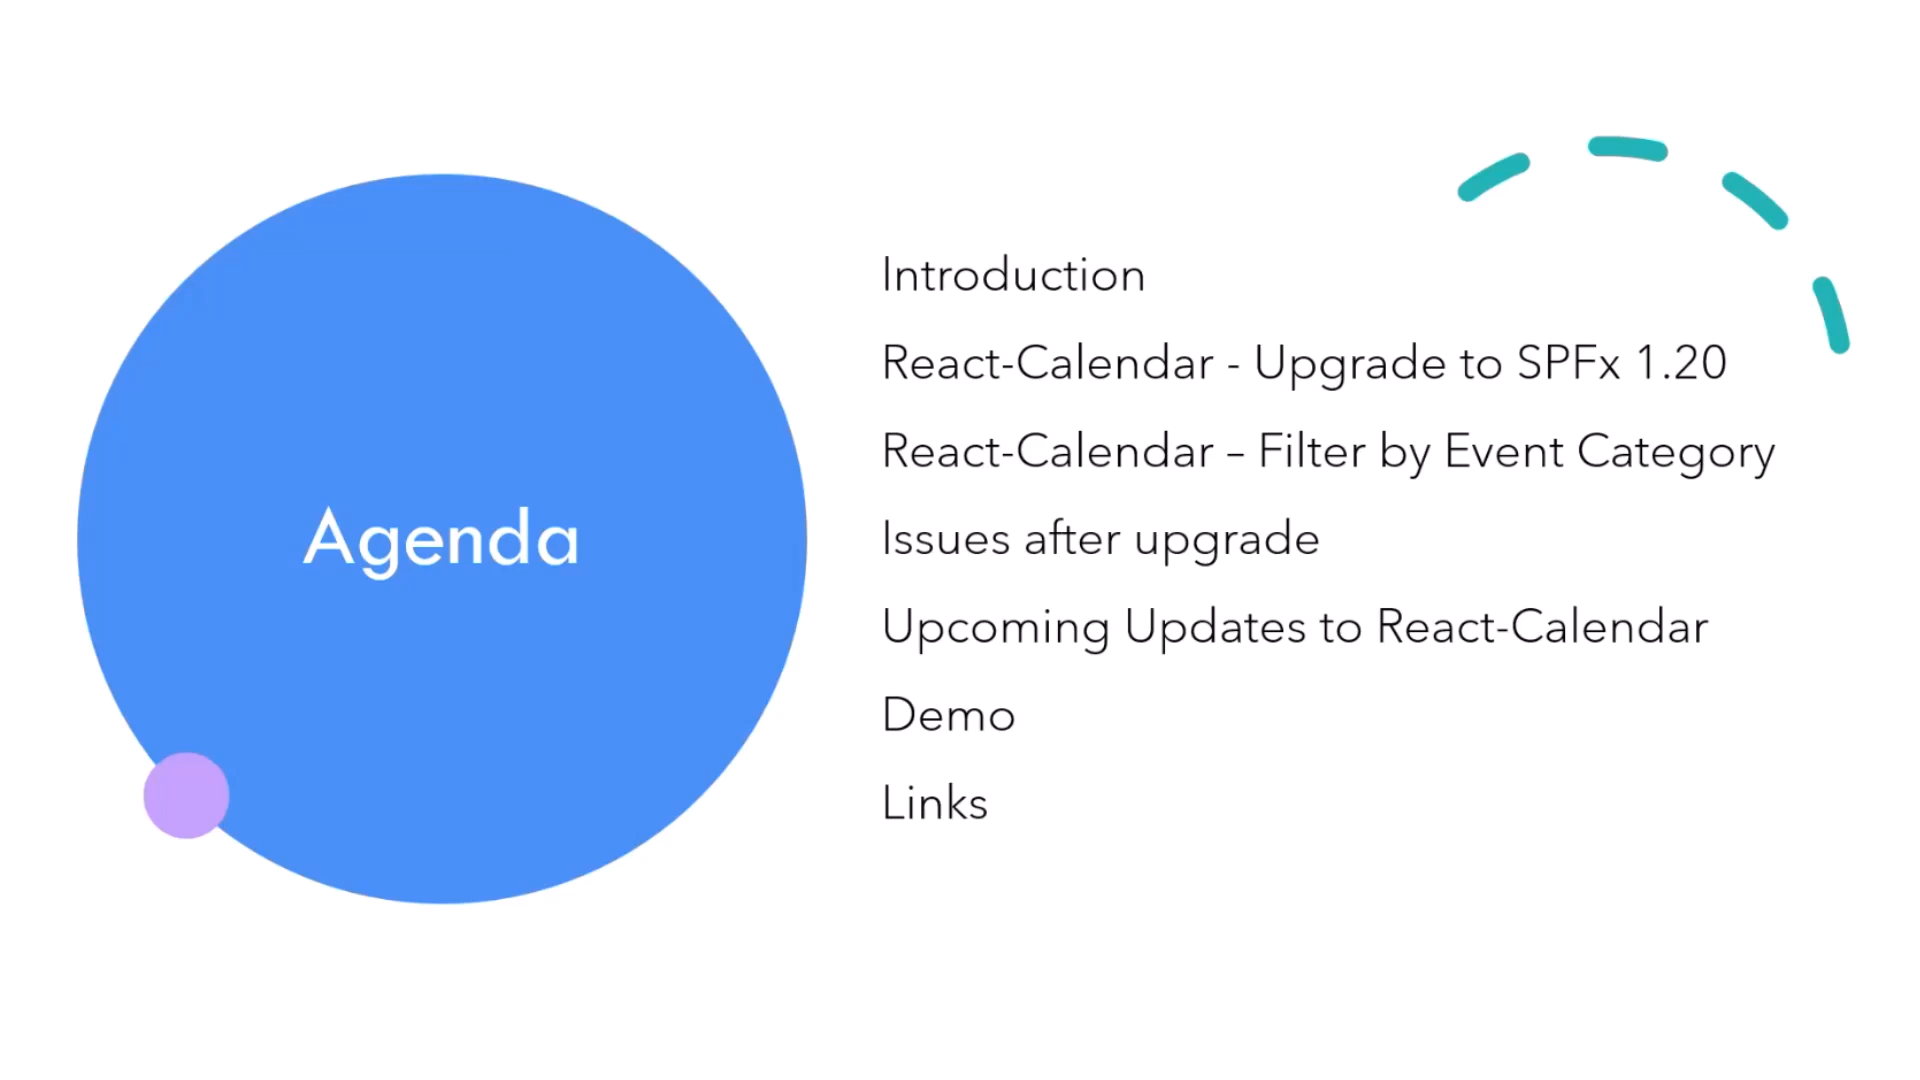 Agenda
Introduction
React-Calendar - Upgrade to SPFx 1.20
React-Calendar – Filter by Event Category
Issues after upgrade
Upcoming Updates to React-Calendar
Demo
Links